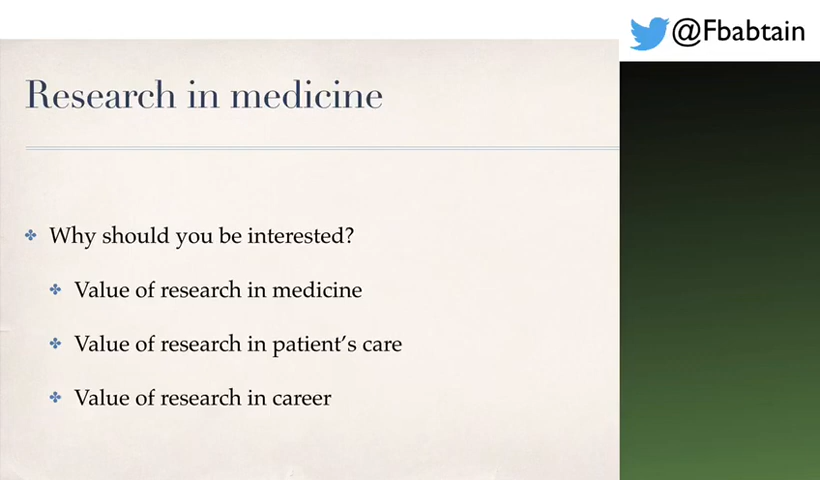 @Fbabtain
Research in medicine
Why should you be interested?
Value of research in medicine
Value of research in patient’s care
Value of research in career